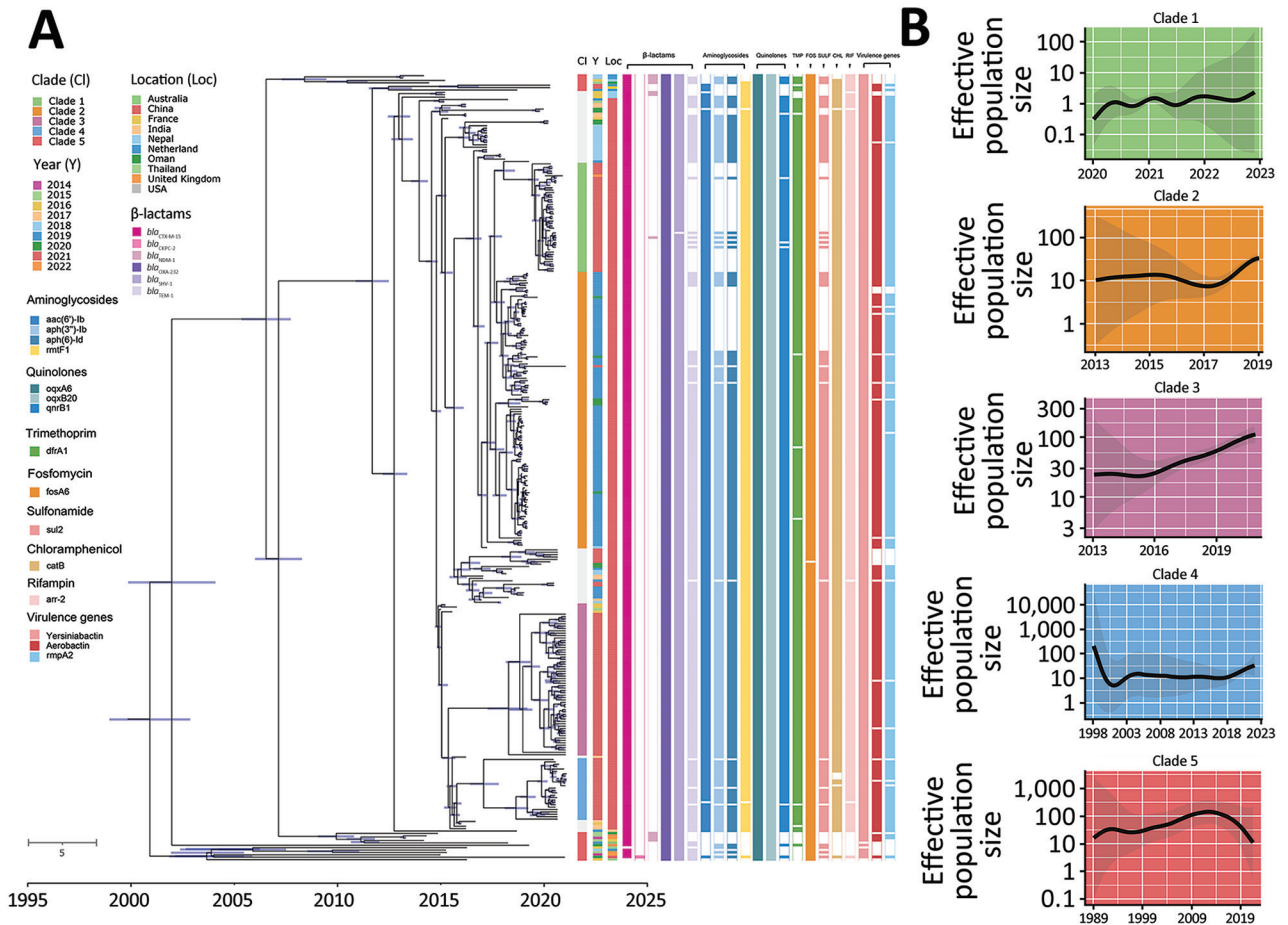 A
Clade (Cl)
Clade 1
Clade 2
Clade 3
Clade 4
Clade 5
Year (Y)
2014
2015
2016
2017
2018
2019
2020
2021
2022
Location (Loc)
Australia
China
France
India
Nepal
Netherland
Oman
Thailand
United Kingdom
USA
β-lactams
blaCTX-M-15
blaCKPC-2
blaNDM-1
blaOXA-232
blaSHV-1
blaTEM-1
Aminoglycosides
aac(6')-Ib
aph(3")-Ib
aph(6)-Id
rmtF1
Quinolones
oqxA6
oqxB20
qnrB1
Trimethoprim
dfrA1
Fosfomycin
fosA6
Sulfonamide
sul2
Chloramphenicol
catB
Rifampin
arr-2
Virulence genes
Yersiniabactin
Aerobactin
rmpA2
5
1995 2000 2005 2010 2015 2020 2025
Cl Y Loc
β-lactams Aminoglycosides Quinolones TMP FOS SULF CHL RIF Virulence genes
B
Clade 1
Effective
population
size
100
10
1
0.1
2020 2021 2022 2023
Clade 2
Effective
population
size
100
10
1
2013 2015 2017 2019
Clade 3
Effective
population
size
300
100
30
10
3
2013 2016 2019
Clade 4
Effective
population
size
10,000
1,000
100
10
1
1998 2003 2008 2013 2018 2023
Clade 5
Effective
population
size
1,000
100
10
1
0.1
1989 1999 2009 2019